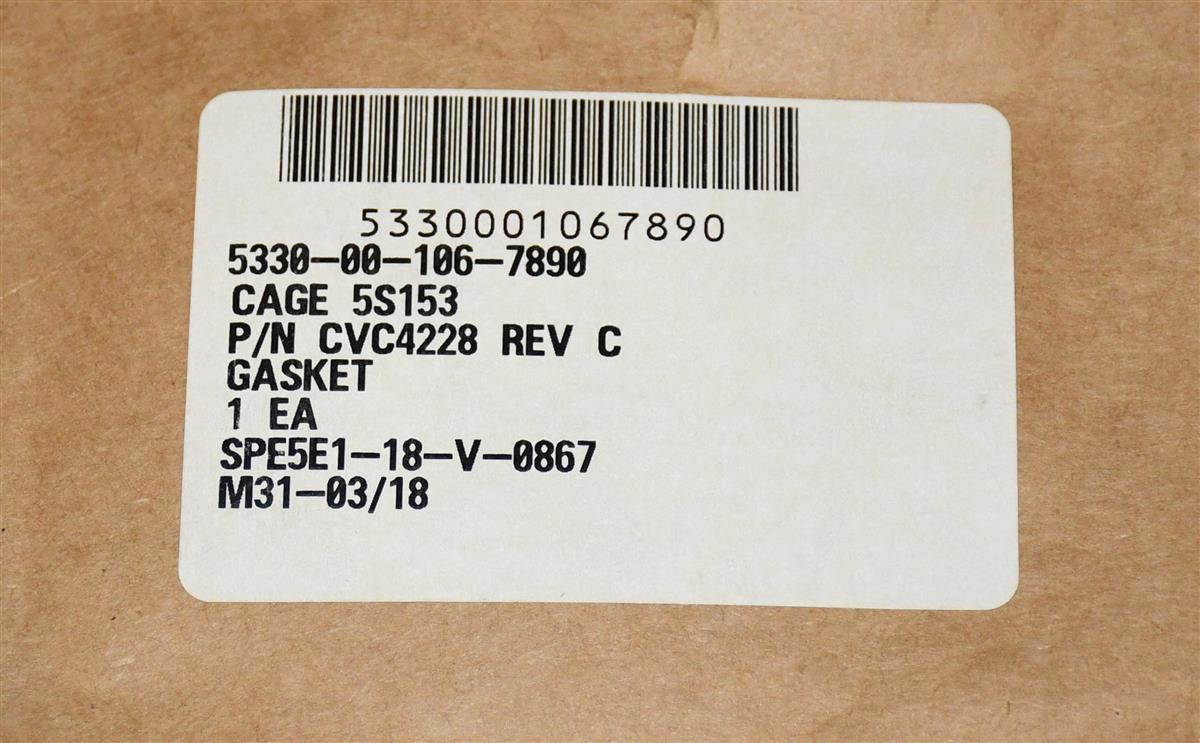 5330001067890
5330-00-106-7890
CAGE 5S153
P/N CVC4228 REV C
GASKET
1 EA
SPE5E1-18-V-0867
M31-03/18